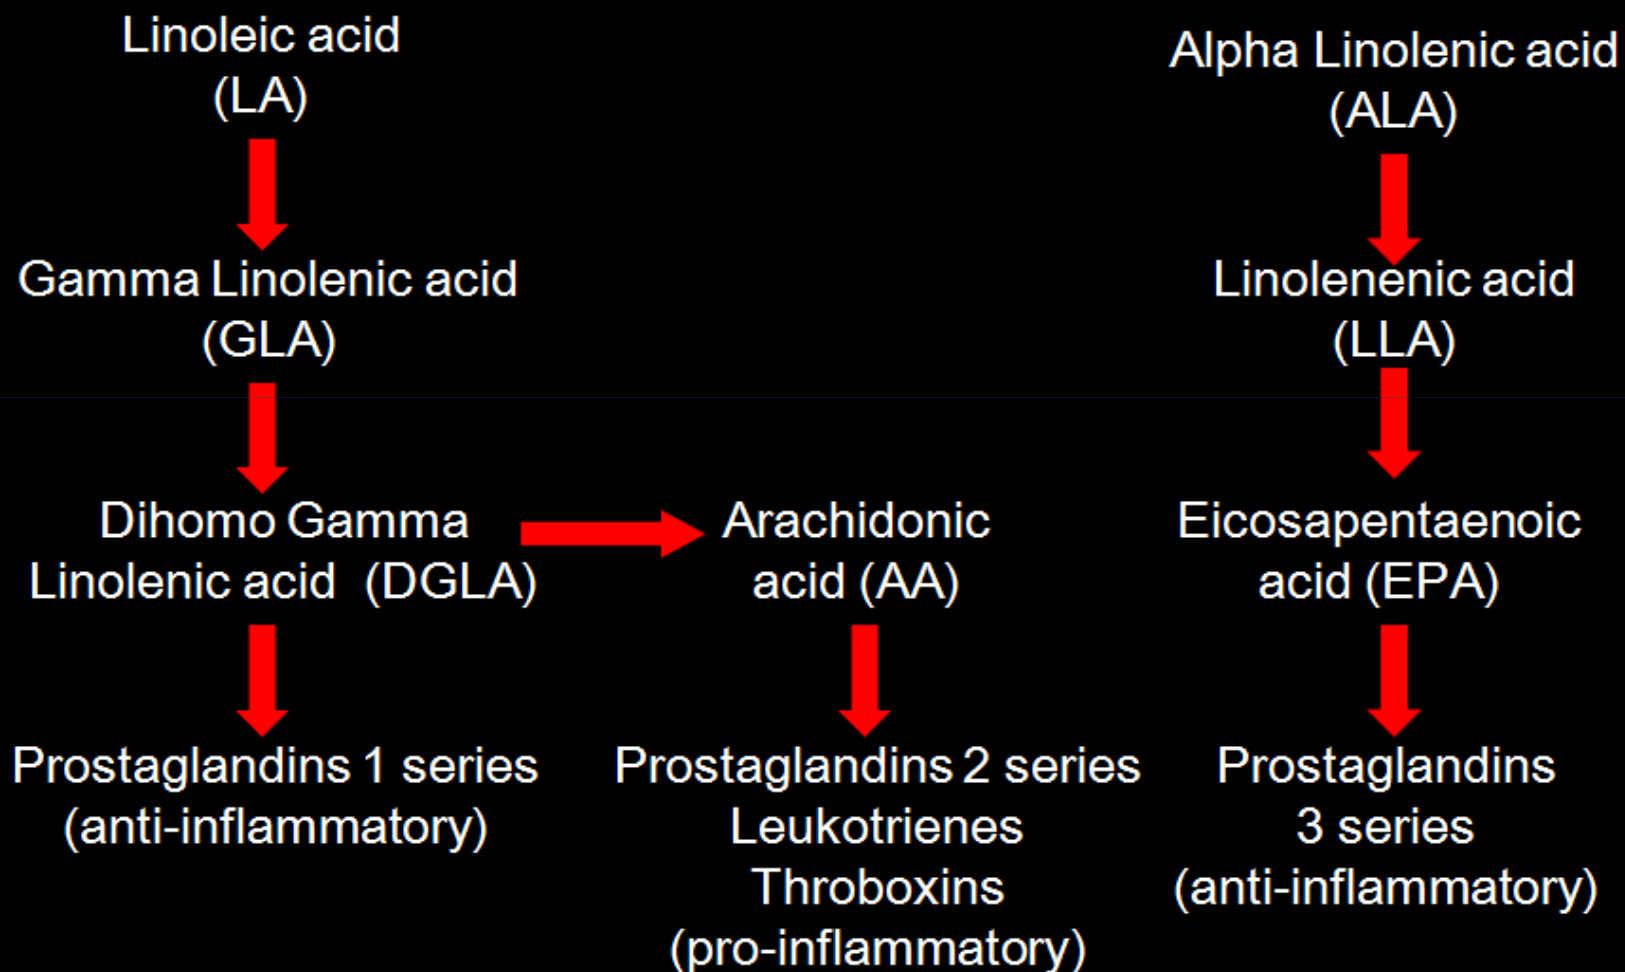 Linoleic acid
(LA)
Alpha Linolenic acid
(ALA)
Gamma Linolenic acid
(GLA)
Linolenenic acid
(LLA)
Dihomo Gamma
Linolenic acid (DGLA)
Arachidonic
acid (AA)
Eicosapentaenoic
acid (EPA)
Prostaglandins 1 series
(anti-inflammatory)
Prostaglandins 2 series
Leukotrienes
Throboxins
(pro-inflammatory)
Prostaglandins
3 series
(anti-inflammatory)